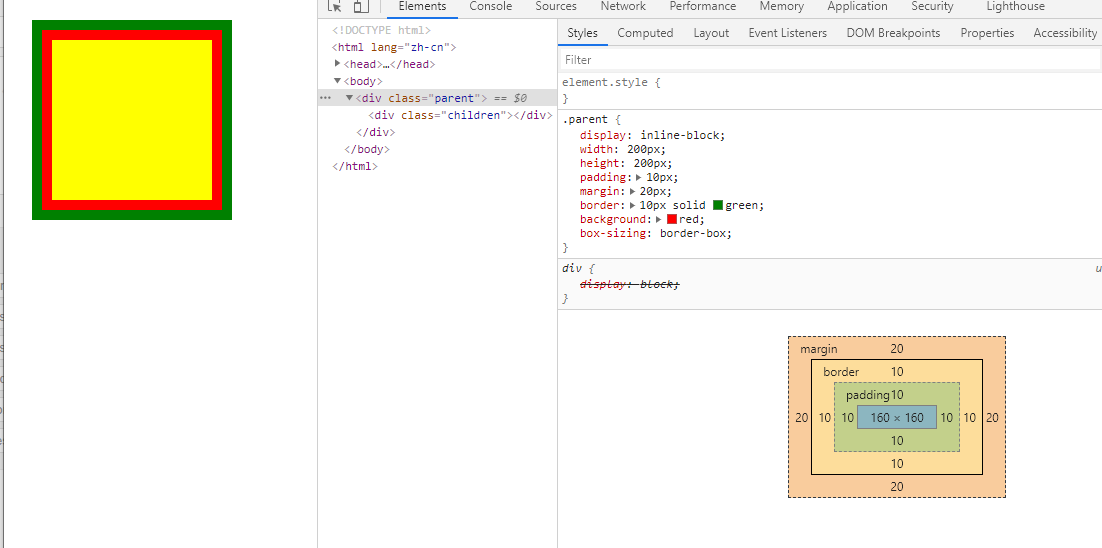 Elements Console Sources Network Performance Memory Application Security Lighthouse
<!DOCTYPE html>
<html lang="zh-cn">
<head>…</head>
<body>
<div class="parent"> == $0
<div class="children"></div>
</div>
</body>
</html>
Styles Computed Layout Event Listeners DOM Breakpoints Properties Accessibility
Filter
element.style {
}
.parent {
display: inline-block;
width: 200px;
height: 200px;
padding: 10px;
margin: 20px;
border: 10px solid green;
background: red;
box-sizing: border-box;
}
div {
display: block;
}
margin 20
border 10
padding 10
20 10 10 160 × 160 10 10 20
10
10
20